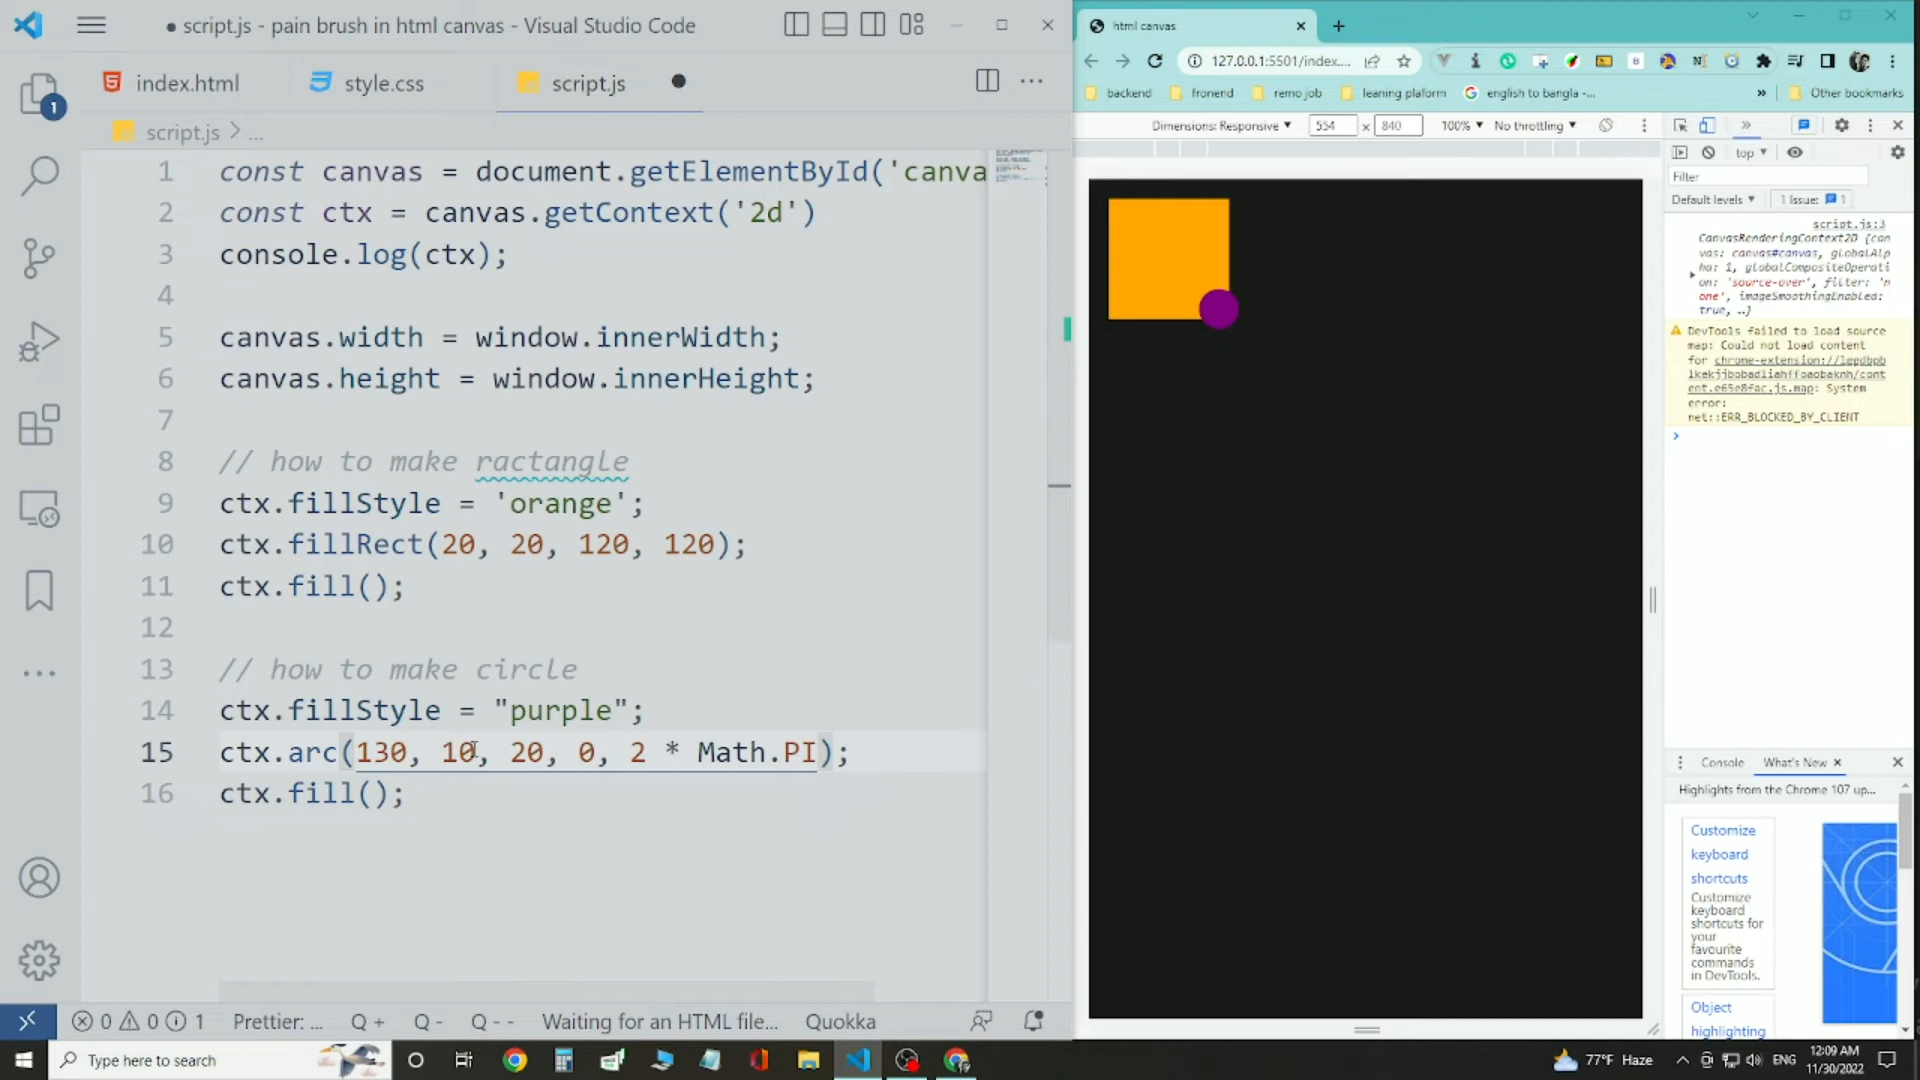 ● script.js - pain brush in html canvas - Visual Studio Code
index.html
style.css
script.js
script.js > ...
1 const canvas = document.getElementById('canva
2 const ctx = canvas.getContext('2d')
3 console.log(ctx);
4
5 canvas.width = window.innerWidth;
6 canvas.height = window.innerHeight;
7
8 // how to make ractangle
9 ctx.fillStyle = 'orange';
10 ctx.fillRect(20, 20, 120, 120);
11 ctx.fill();
12
13 // how to make circle
14 ctx.fillStyle = "purple";
15 ctx.arc(130, 10, 20, 0, 2 * Math.PI);
16 ctx.fill();
1
0 0 1 Prettier: ... Q + Q - Q - - Waiting for an HTML file... Quokka
html canvas
127.0.0.1:5501/index....
backend fronend remo job leaning plaform english to bangla -... » Other bookmarks
Dimensions: Responsive 554 x 840 100% No throttling
top
Filter
Default levels 1 Issue: 1
script.js:3
CanvasRenderingContext2D {can
vas: canvas#canvas, globalAlp
ha: 1, globalCompositeOperati
on: 'source-over', filter: 'n
one', imageSmoothingEnabled:
true, …}
DevTools failed to load source
map: Could not load content
for chrome-extension://
map: System
error:
net::ERR_BLOCKED_BY_CLIENT
Console What's New
Highlights from the Chrome 107 up...
Customize
keyboard
shortcuts
Customize
keyboard
shortcuts for
your
favourite
commands
in DevTools.
Object
highlighting
Type here to search
77°F Haze
ENG
12:09 AM
11/30/2022